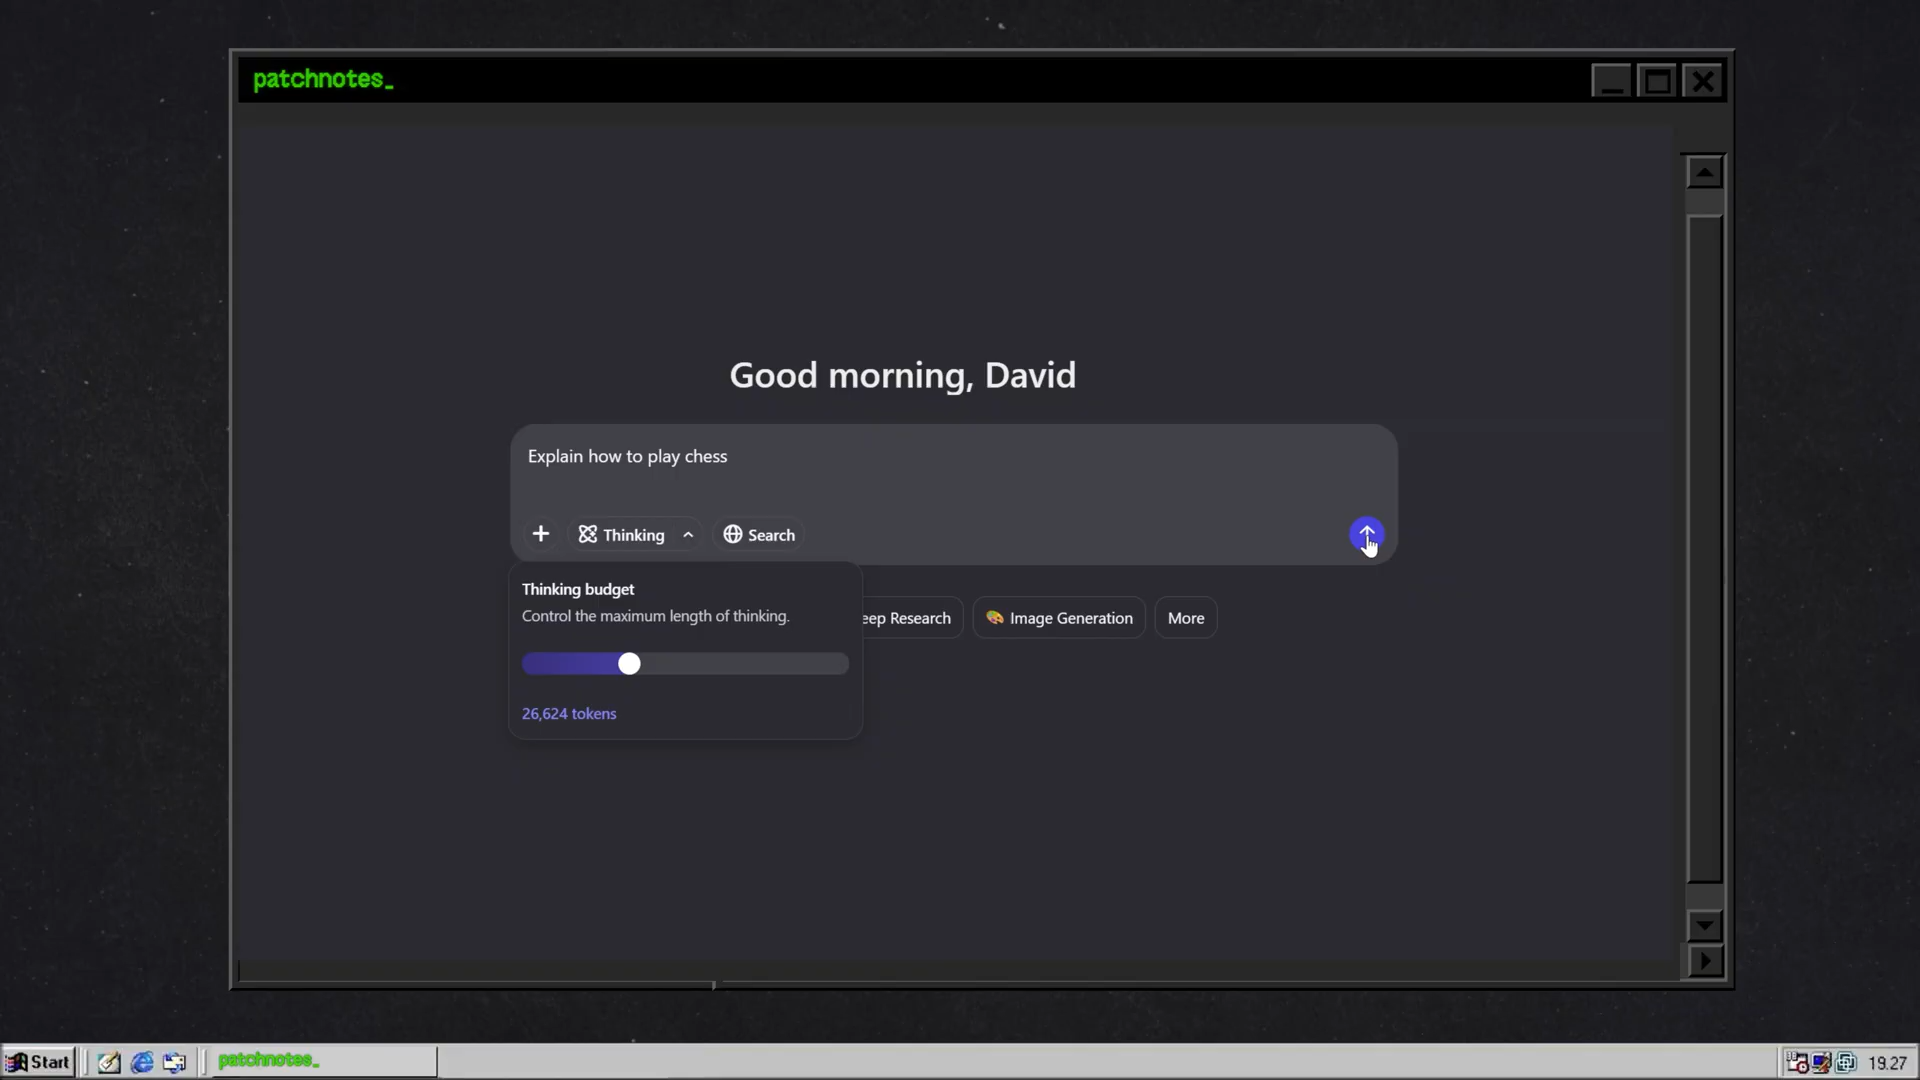 patchnotes_
Good morning, David
Explain how to play chess
Thinking
Search
Thinking budget
Control the maximum length of thinking.
26,624 tokens
eep Research
Image Generation
More
Start
patchnotes_
19.27